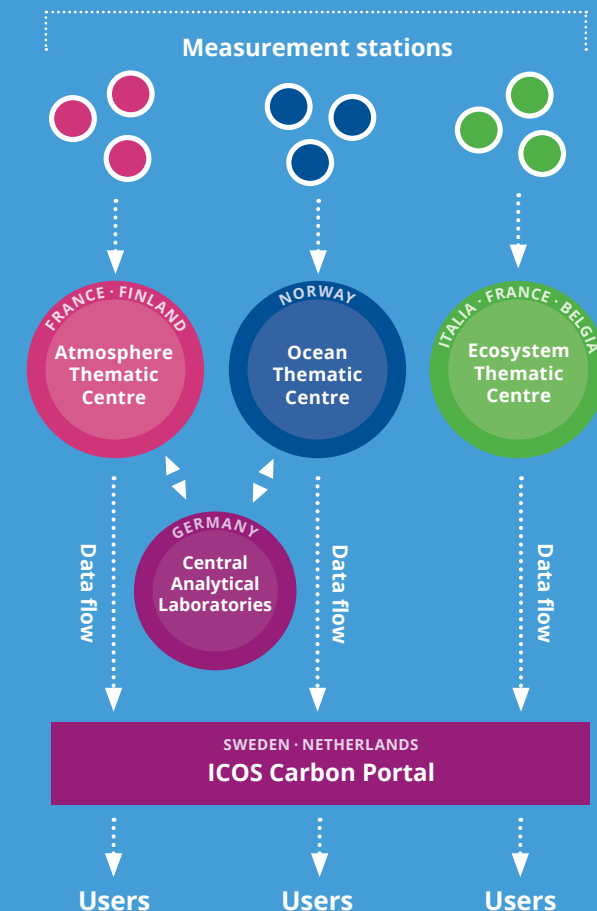 Measurement stations
FRANCE · FINLAND
Atmosphere
Thematic
Centre
NORWAY
Ocean
Thematic
Centre
ITALIA · FRANCE · BELGIA
Ecosystem
Thematic
Centre
GERMANY
Central
Analytical
Laboratories
Data flow
Data flow
Data flow
SWEDEN · NETHERLANDS
ICOS Carbon Portal
Users
Users
Users